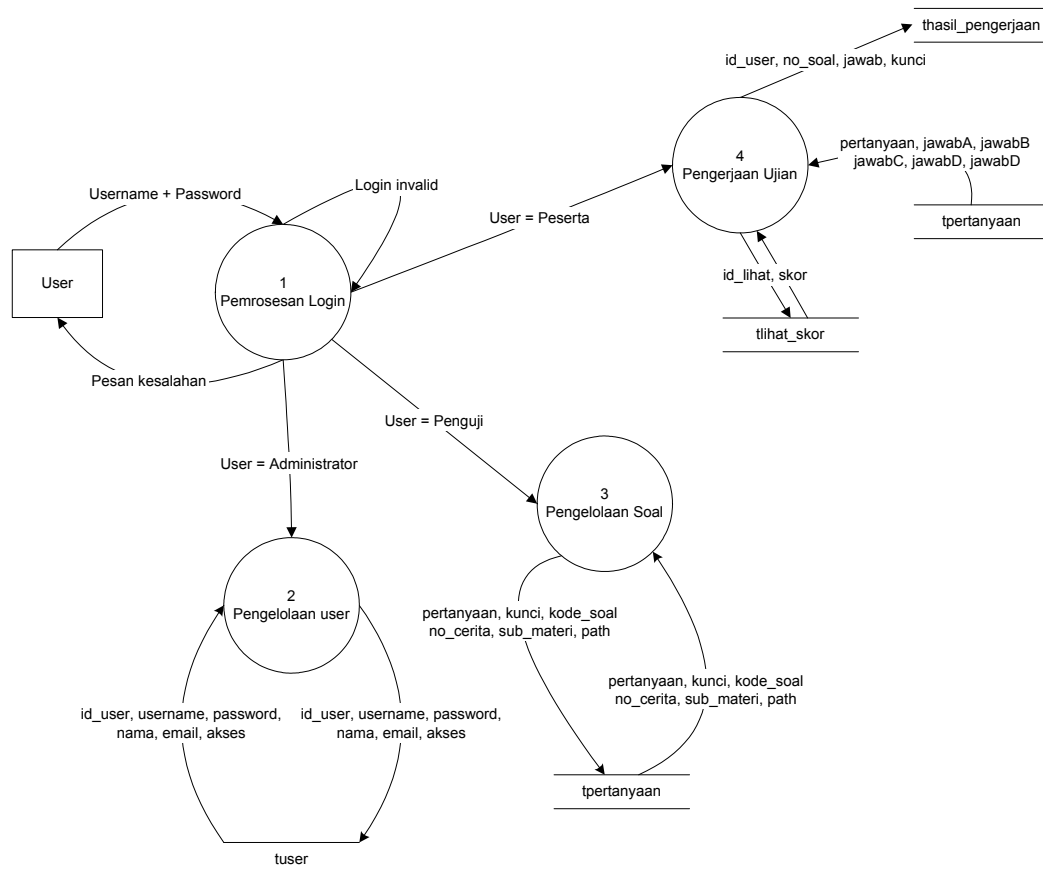 thasil_pengerjaan
id_user, no_soal, jawab, kunci
4
Pengerjaan Ujian
pertanyaan, jawabA, jawabB
jawabC, jawabD, jawabD
tpertanyaan
Login invalid
Username + Password
User = Peserta
User
1
Pemrosesan Login
id_lihat, skor
tlihat_skor
Pesan kesalahan
User = Penguji
User = Administrator
3
Pengelolaan Soal
2
Pengelolaan user
pertanyaan, kunci, kode_soal
no_cerita, sub_materi, path
pertanyaan, kunci, kode_soal
no_cerita, sub_materi, path
id_user, username, password,
nama, email, akses
id_user, username, password,
nama, email, akses
tpertanyaan
tuser